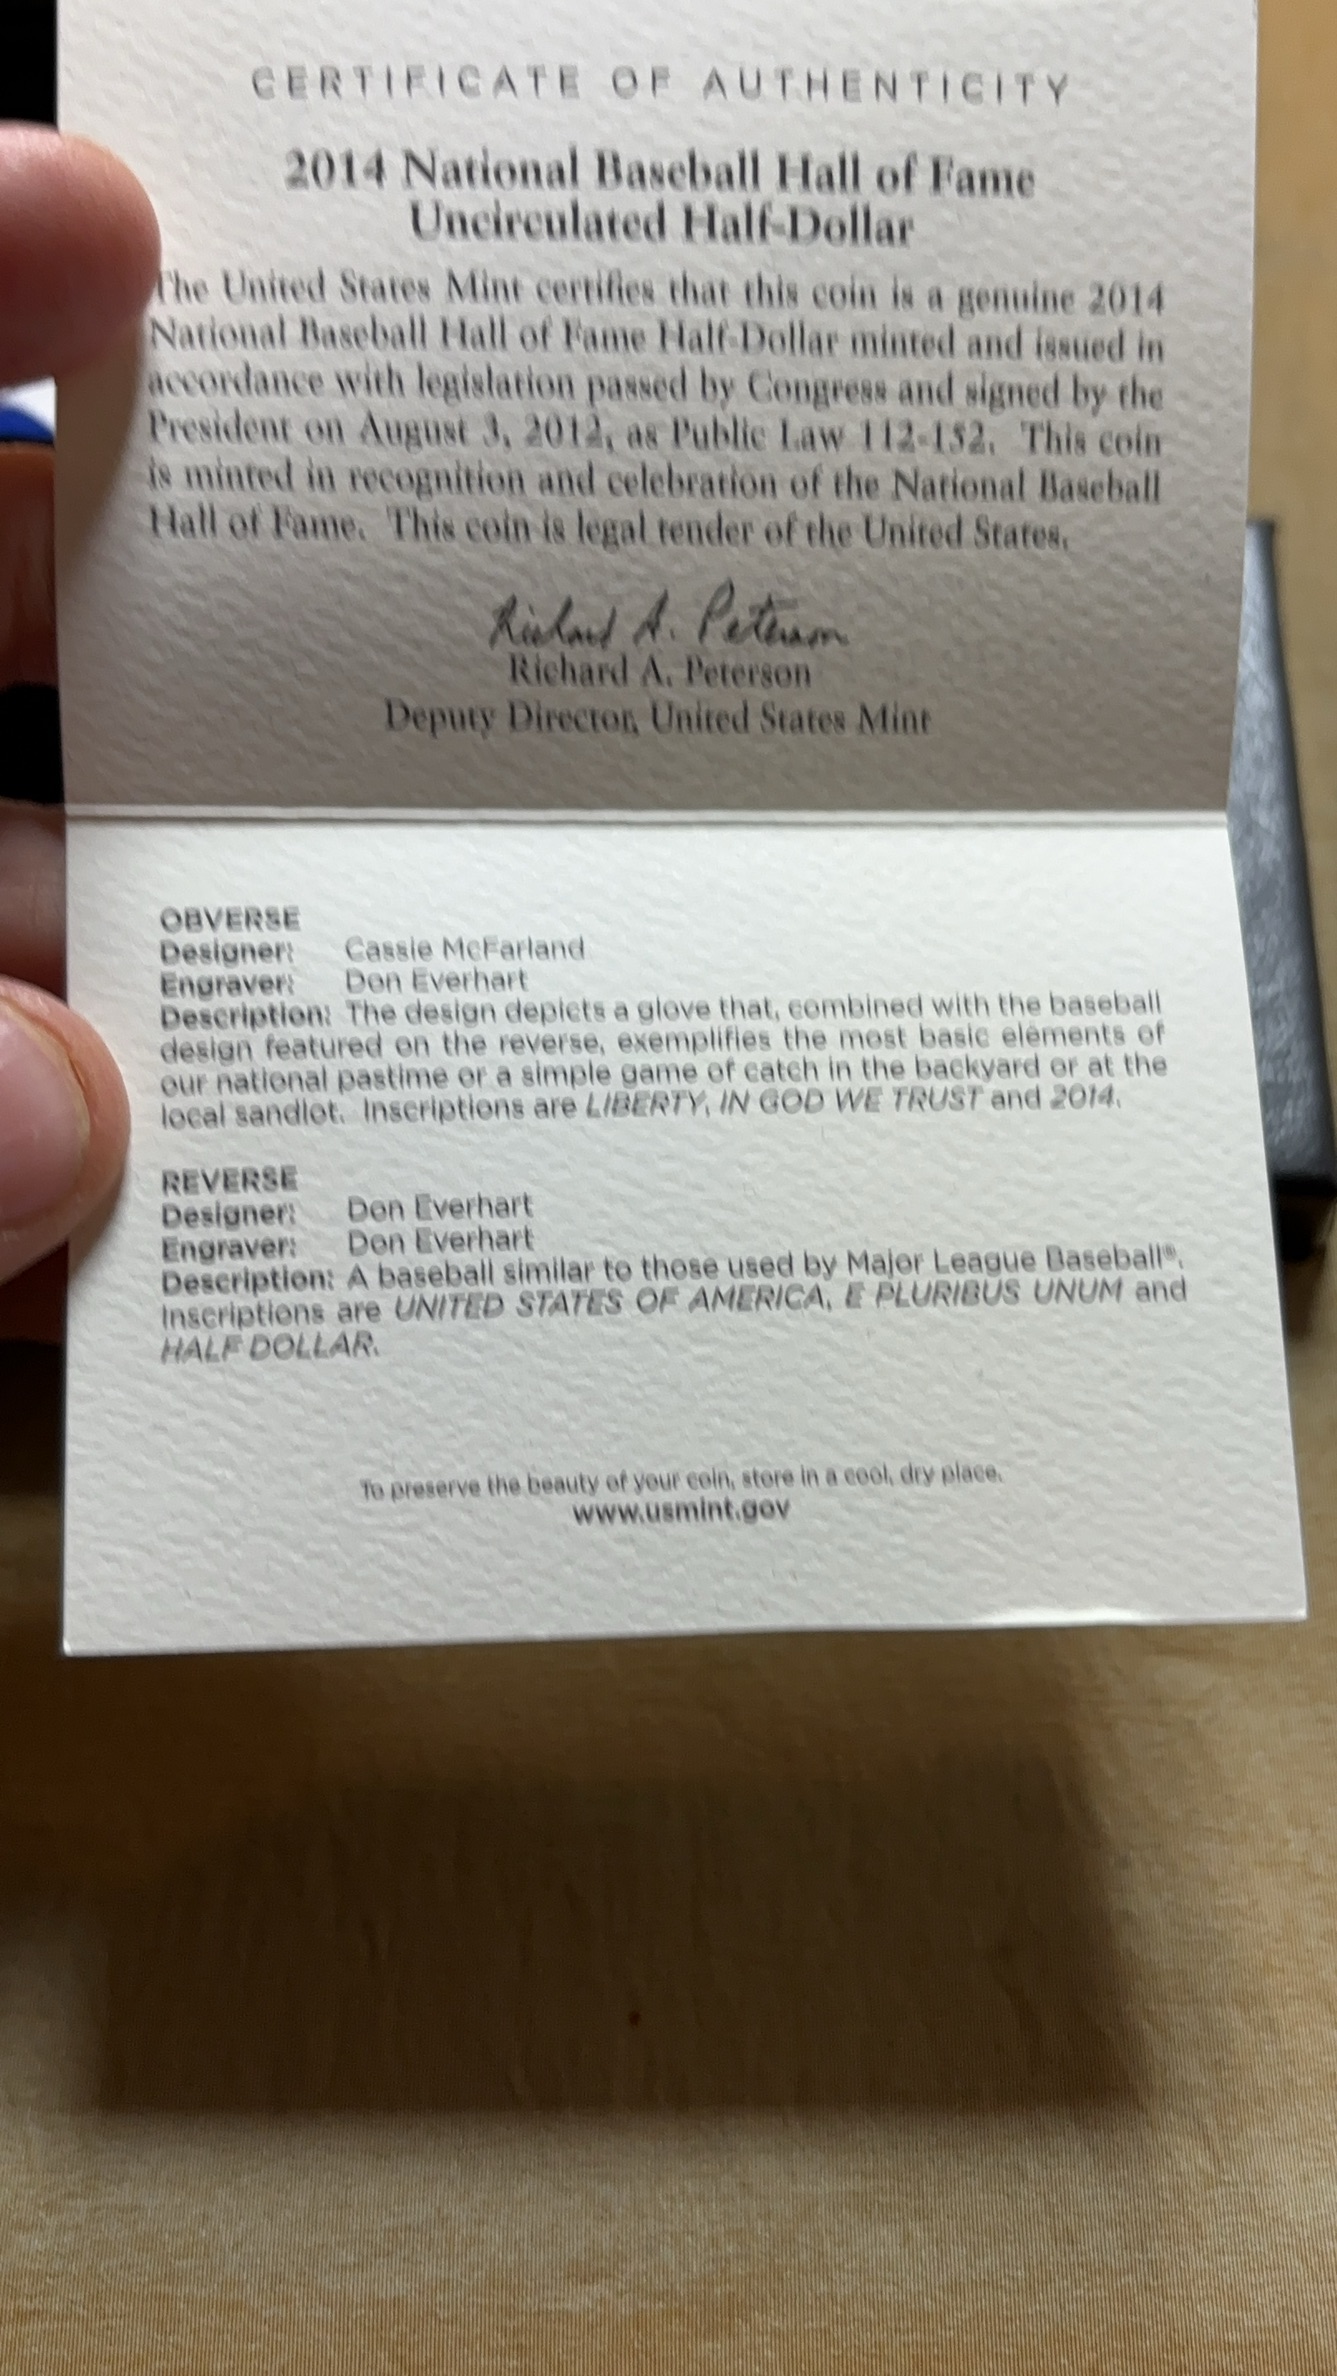 CERTIFICATE OF AUTHENTICITY
2014 National Baseball Hall of Fame
Uncirculated Half-Dollar
The United States Mint certifies that this coin is a genuine 2014
National Baseball Hall of Fame Half-Dollar minted and issued in
accordance with legislation passed by Congress and signed by the
President on August 3, 2012, as Public Law 112-152. This coin
is minted in recognition and celebration of the National Baseball
Hall of Fame. This coin is legal tender of the United States.
Richard A. Peterson
Richard A. Peterson
Deputy Director, United States Mint
OBVERSE
Designer: Cassie McFarland
Engraver: Don Everhart
Description: The design depicts a glove that, combined with the baseball
design featured on the reverse, exemplifies the most basic elements of
our national pastime or a simple game of catch in the backyard or at the
local sandlot. Inscriptions are LIBERTY, IN GOD WE TRUST and 2014.
REVERSE
Designer: Don Everhart
Engraver: Don Everhart
Description: A baseball similar to those used by Major League Baseball®.
Inscriptions are UNITED STATES OF AMERICA, E PLURIBUS UNUM and
HALF DOLLAR.
To preserve the beauty of your coin, store in a cool, dry place.
www.usmint.gov